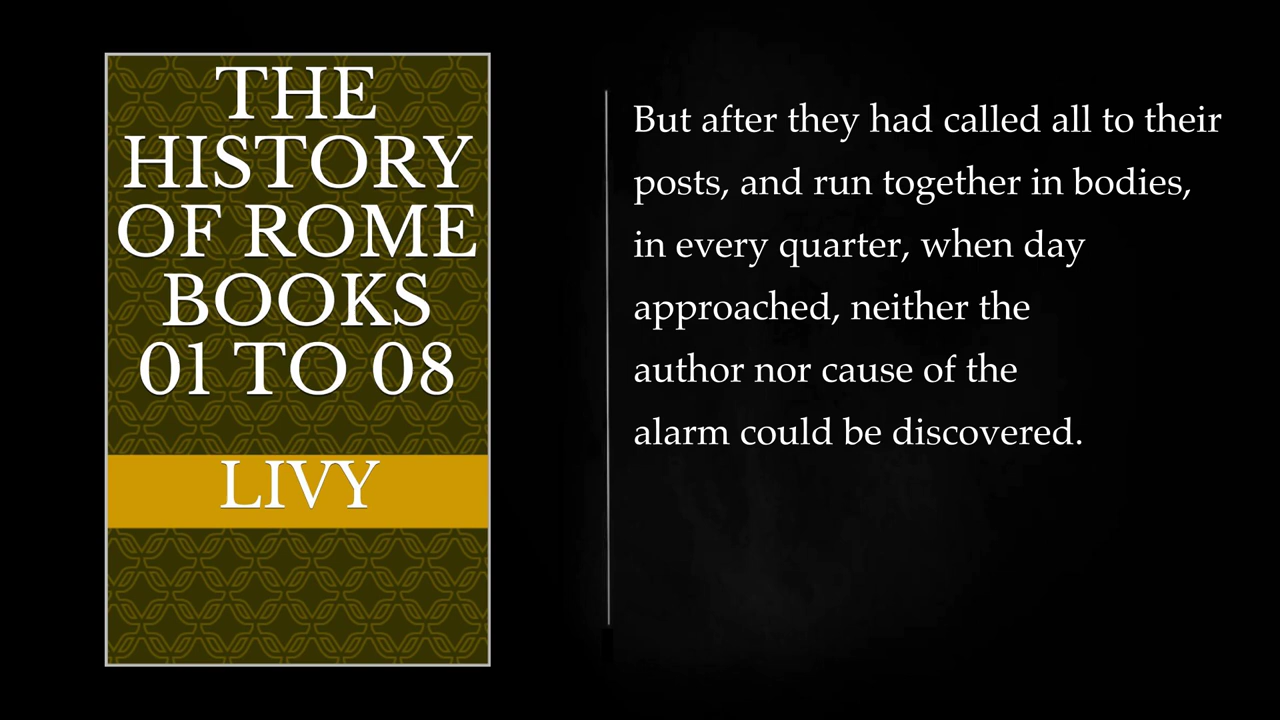 THE
HISTORY
OF ROME
BOOKS
01 TO 08
LIVY
But after they had called all to their
posts, and run together in bodies,
in every quarter, when day
approached, neither the
author nor cause of the
alarm could be discovered.